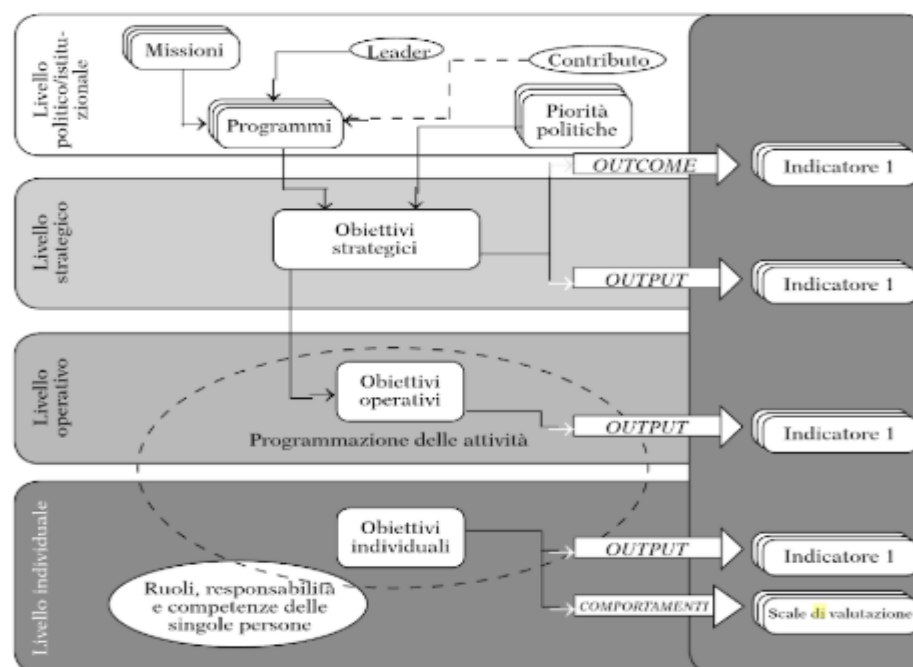 Livello
politico/istitu-
zionale
Missioni
Leader
Contributo
Programmi
Piorità
politiche
OUTCOME
Indicatore 1
Livello
strategico
Obiettivi
strategici
OUTPUT
Indicatore 1
Livello
operativo
Obiettivi
operativi
Programmazione delle attività
OUTPUT
Indicatore 1
Livello individuale
Obiettivi
individuali
OUTPUT
Indicatore 1
Ruoli, responsabilità
e competenze delle
singole persone
COMPORTAMENTI
Scale di valutazione